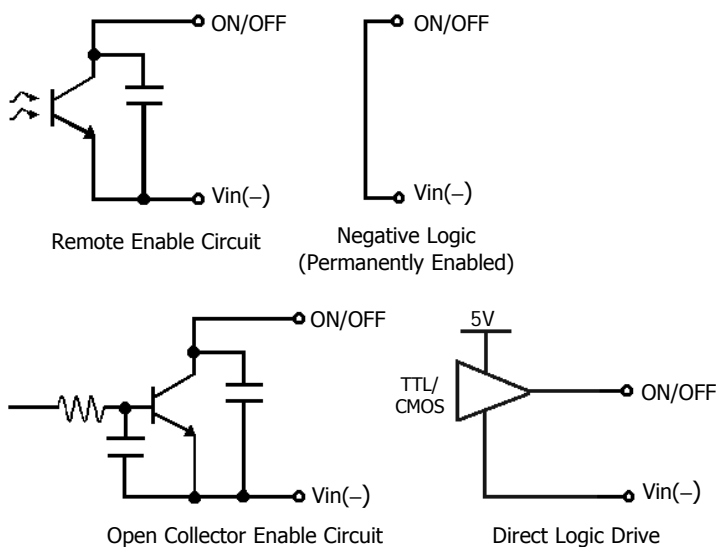 ON/OFF
Vin(−)
Remote Enable Circuit
ON/OFF
Vin(−)
Negative Logic
(Permanently Enabled)
ON/OFF
Vin(−)
Open Collector Enable Circuit
5V
TTL/
CMOS
ON/OFF
Vin(−)
Direct Logic Drive